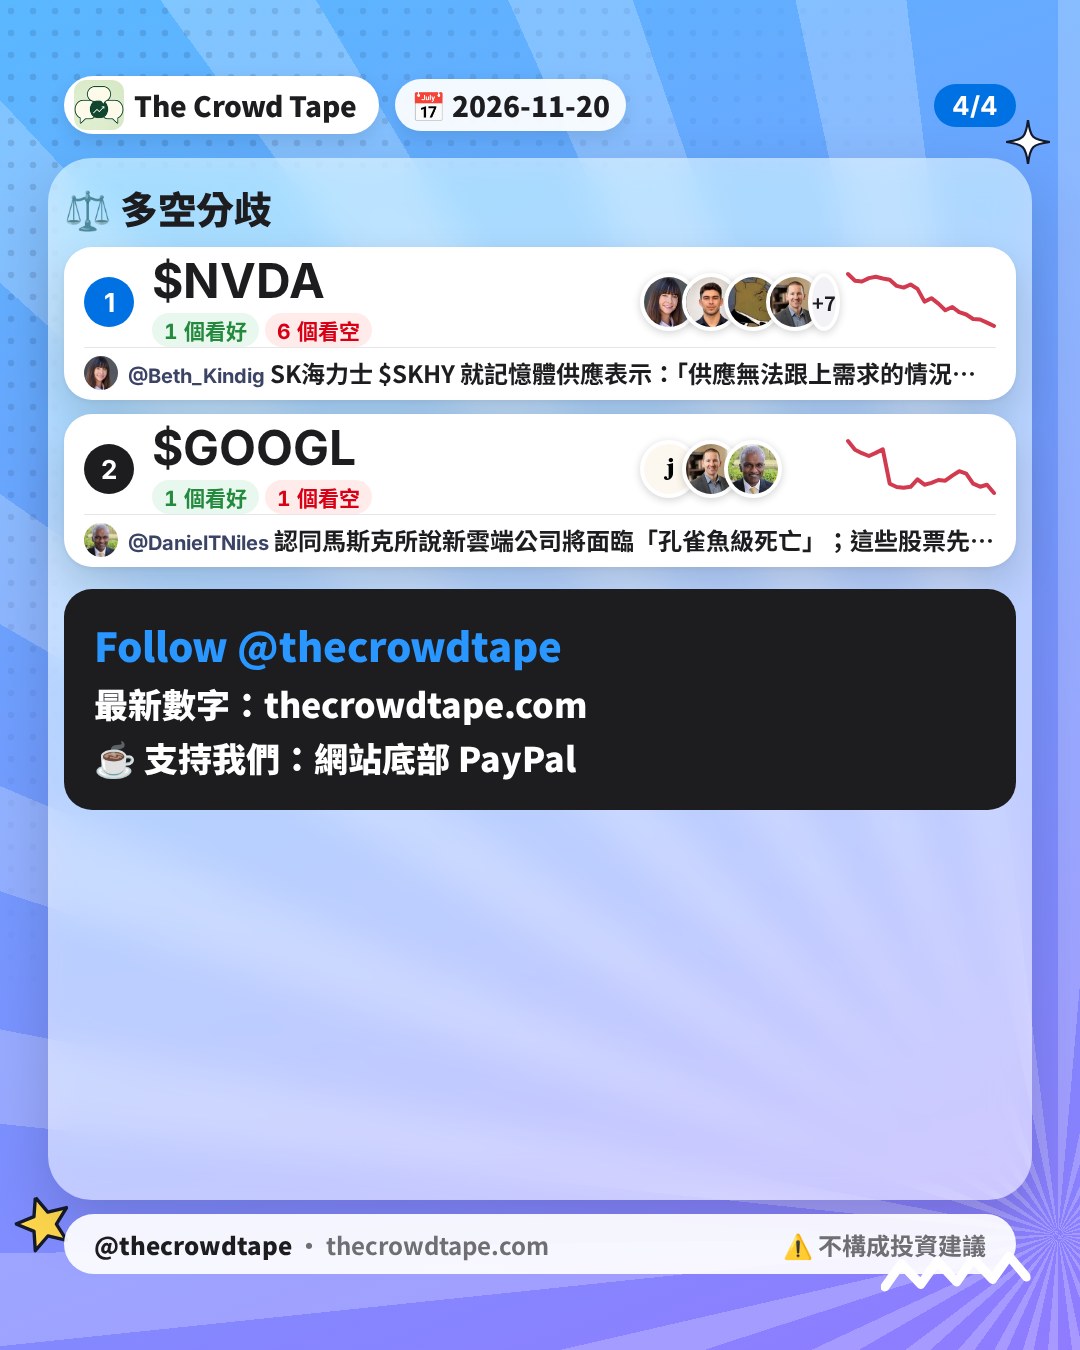 The Crowd Tape
July 17 2026-11-20
4/4
⚖️ 多空分歧
1 $NVDA
1 個看好 6 個看空
+7
@Beth_Kindig SK海力士 $SKHY 就記憶體供應表示：「供應無法跟上需求的情況…
2 $GOOGL
1 個看好 1 個看空
j
@DanielTNiles 認同馬斯克所說新雲端公司將面臨「孔雀魚級死亡」；這些股票先…
Follow @thecrowdtape
最新數字：thecrowdtape.com
☕ 支持我們：網站底部 PayPal
@thecrowdtape • thecrowdtape.com
⚠️ 不構成投資建議